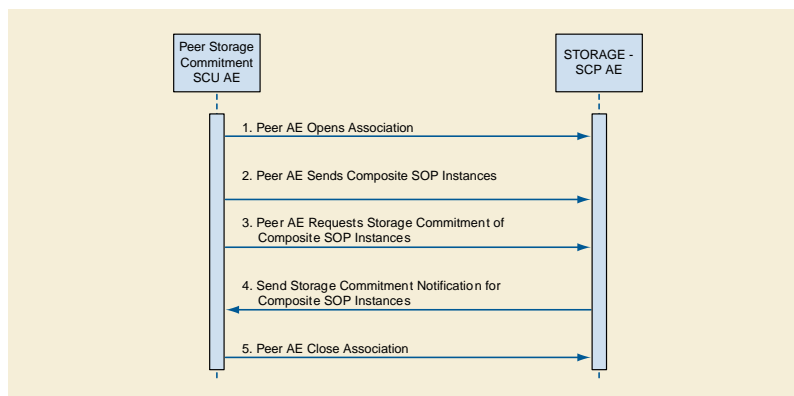 Peer Storage
Commitment
SCU AE
STORAGE -
SCP AE
1. Peer AE Opens Association
2. Peer AE Sends Composite SOP Instances
3. Peer AE Requests Storage Commitment of
Composite SOP Instances
4. Send Storage Commitment Notification for
Composite SOP Instances
5. Peer AE Close Association